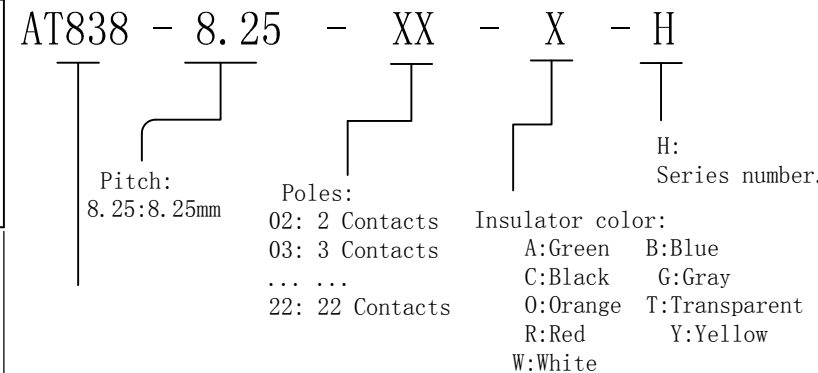 AT838 - 8.25 - XX - X - H
H:
Series number.
Pitch:
8.25:8.25mm
Poles:
02: 2 Contacts
03: 3 Contacts
... ...
22: 22 Contacts
Insulator color:
A:Green B:Blue
C:Black G:Gray
O:Orange T:Transparent
R:Red Y:Yellow
W:White